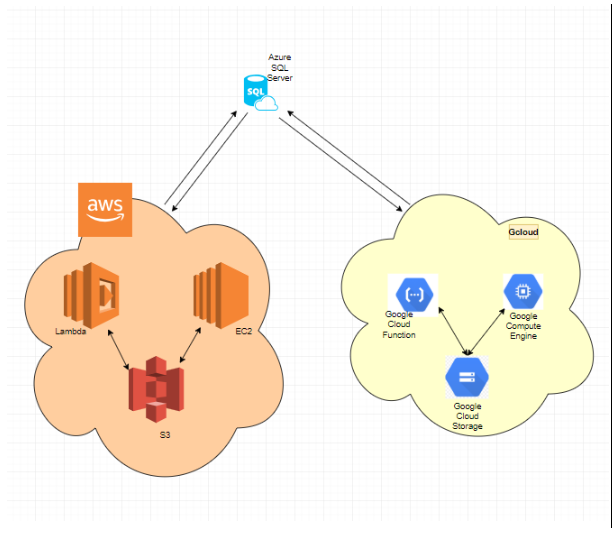 Azure
SQL
Server
SQL
aws
Gcloud
Lambda
EC2
S3
Google
Cloud
Function
Google
Compute
Engine
Google
Cloud
Storage